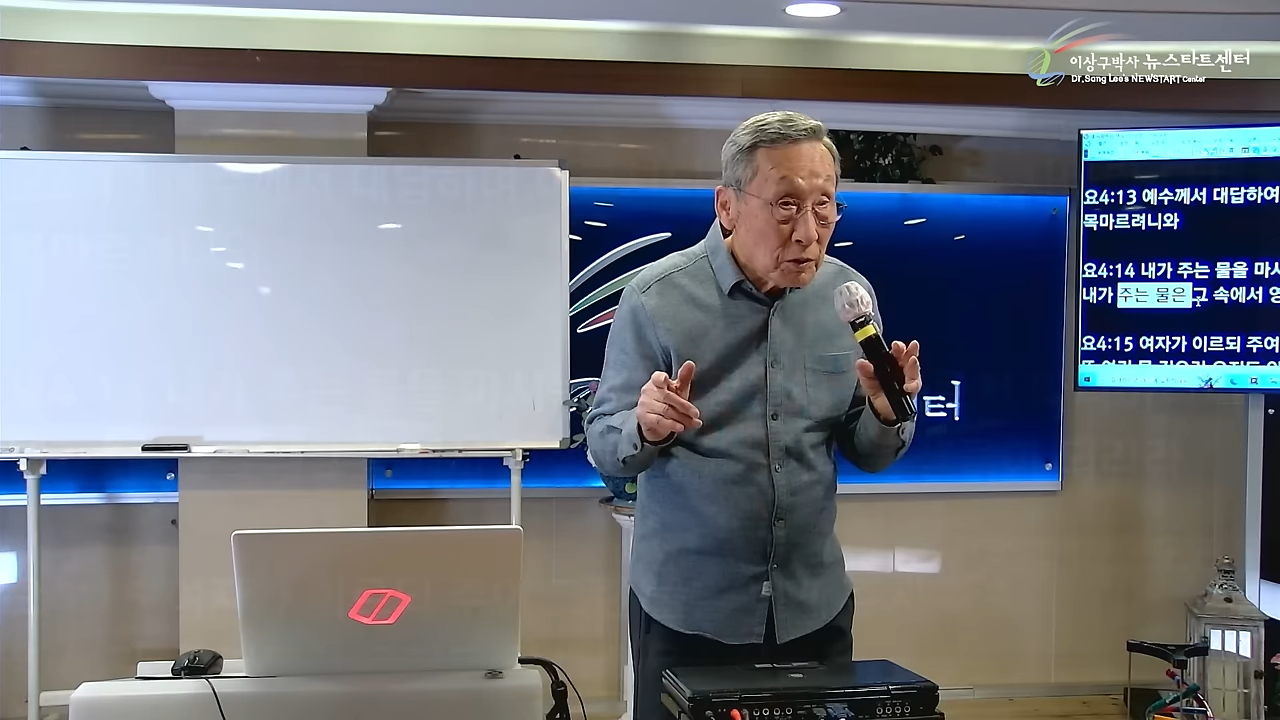 이상구박사 뉴스타트센터
Dr.Sang Lee's NEWSTART Center
요4:13 예수께서 대답하여
목마르려니와
요4:14 내가 주는 물을 마시
내가 주는 물은 그 속에서 영
요4:15 여자가 이르되 주여
터